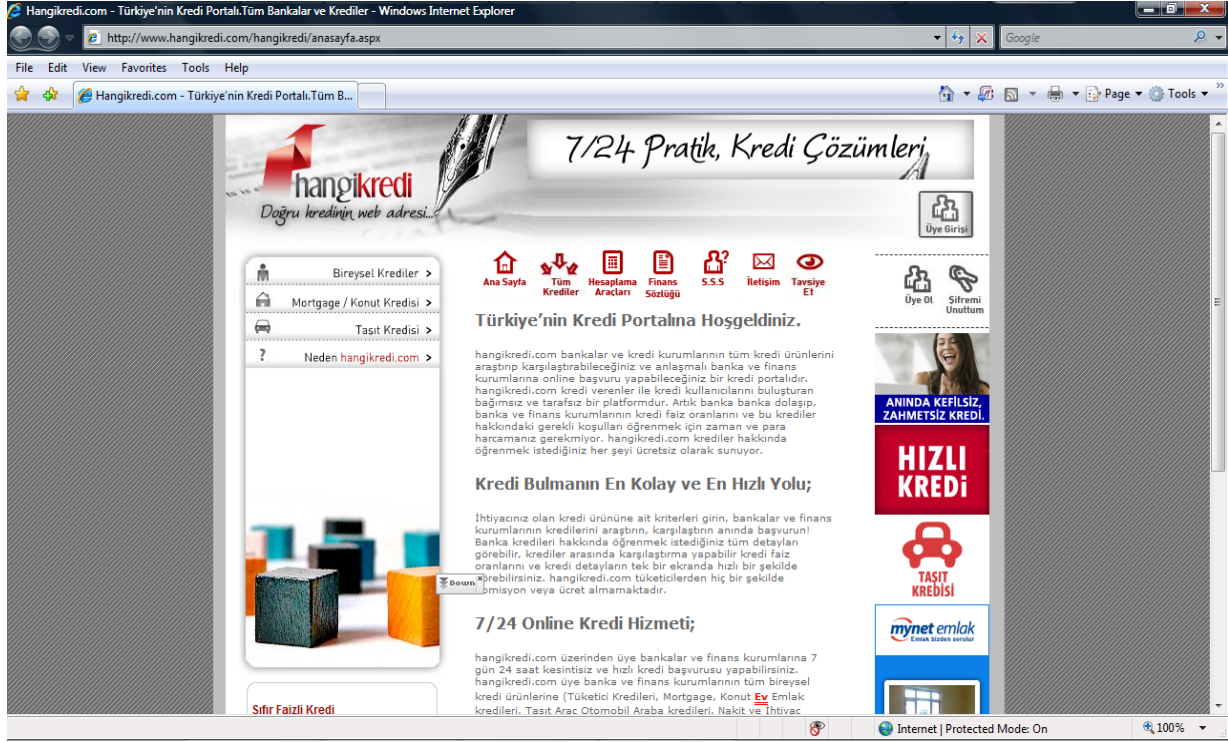 Hangikredi.com - Türkiye'nin Kredi Portalı.Tüm Bankalar ve Krediler - Windows Internet Explorer
http://www.hangikredi.com/hangikredi/anasayfa.aspx
Google
File Edit View Favorites Tools Help
Hangikredi.com - Türkiye'nin Kredi Portalı.Tüm B...
Page Tools
hangikredi
Doğru kredinin web adresi...
7/24 Pratik, Kredi Çözümleri
Üye Girişi
Bireysel Krediler >
Mortgage / Konut Kredisi >
Taşıt Kredisi >
Neden hangikredi.com >
Sıfır Faizli Kredi
Ana Sayfa
Tüm
Krediler
Hesaplama
Araçları
Finans
Sözlüğü
S.S.S
İletişim
Tavsiye
Et
Türkiye'nin Kredi Portalına Hoşgeldiniz.
hangikredi.com bankalar ve kredi kurumlarının tüm kredi ürünlerini
araştırıp karşılaştırabileceğiniz ve anlaşmalı banka ve finans
kurumlarına online başvuru yapabileceğiniz bir kredi portalıdır.
hangikredi.com kredi verenler ile kredi kullanıcılarını buluşturan
bağımsız ve tarafsız bir platformdur. Artık banka banka dolaşıp,
banka ve finans kurumlarının kredi faiz oranlarını ve bu krediler
hakkındaki gerekli koşulları öğrenmek için zaman ve para
harcamanız gerekmiyor. hangikredi.com krediler hakkında
öğrenmek istediğiniz her şeyi ücretsiz olarak sunuyor.
Kredi Bulmanın En Kolay ve En Hızlı Yolu;
İhtiyacınız olan kredi ürününe ait kriterleri girin, bankalar ve finans
kurumlarının kredilerini araştırın, karşılaştırın anında başvurun!
Banka kredileri hakkında öğrenmek istediğiniz tüm detayları
görebilir, krediler arasında karşılaştırma yapabilir kredi faiz
oranlarını ve kredi detayların tek bir ekranda hızlı bir şekilde
örebilirsiniz. hangikredi.com tüketicilerden hiç bir şekilde
omisyon veya ücret almamaktadır.
Down
7/24 Online Kredi Hizmeti;
hangikredi.com üzerinden üye bankalar ve finans kurumlarına 7
gün 24 saat kesintisiz ve hızlı kredi başvurusu yapabilirsiniz.
hangikredi.com üye banka ve finans kurumlarının tüm bireysel
kredi ürünlerine (Tüketici Kredileri, Mortgage, Konut Ev Emlak
kredileri, Taşıt Araç Otomobil Araba kredileri, Nakit ve İhtiyaç
Üye Ol
Şifremi
Unuttum
ANINDA KEFİLSİZ,
ZAHMETSİZ KREDİ.
HIZLI
KREDİ
TAŞIT
KREDİSİ
mynet emlak
Emlak bizden sorulur
Internet | Protected Mode: On
100%